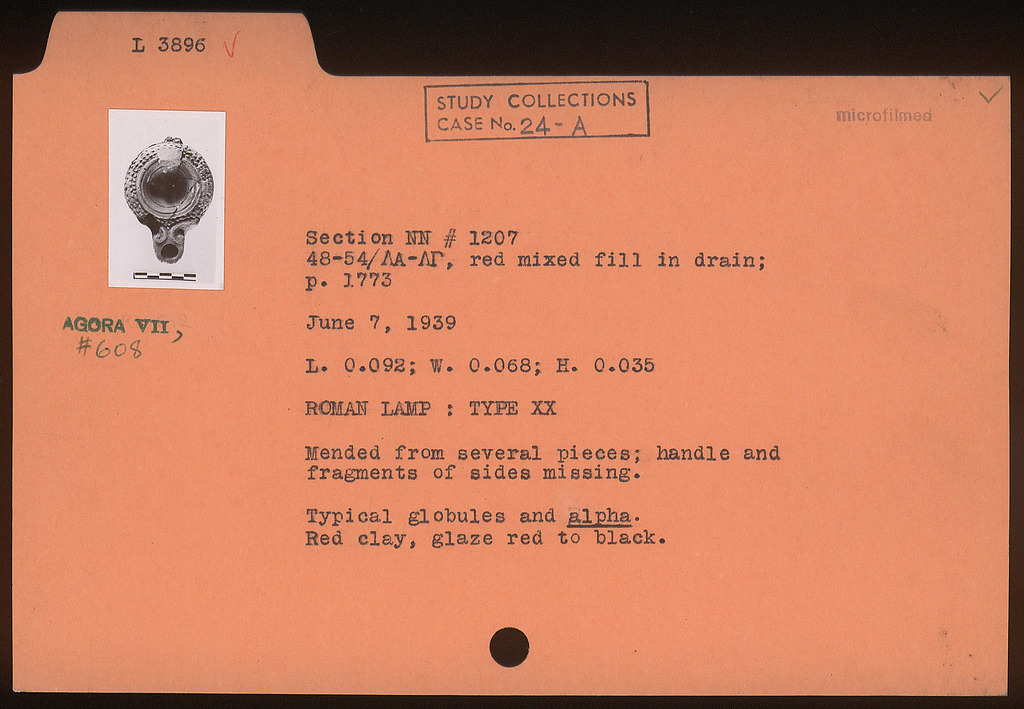 L 3896 ✓
STUDY COLLECTIONS
CASE No. 24-A
microfilmed ✓
Section NN # 1207
48-54/ΛΑ-ΛΓ, red mixed fill in drain;
p. 1773
AGORA VII,
#608
June 7, 1939
L. 0.092; W. 0.068; H. 0.035
ROMAN LAMP : TYPE XX
Mended from several pieces; handle and
fragments of sides missing.
Typical globules and alpha.
Red clay, glaze red to black.